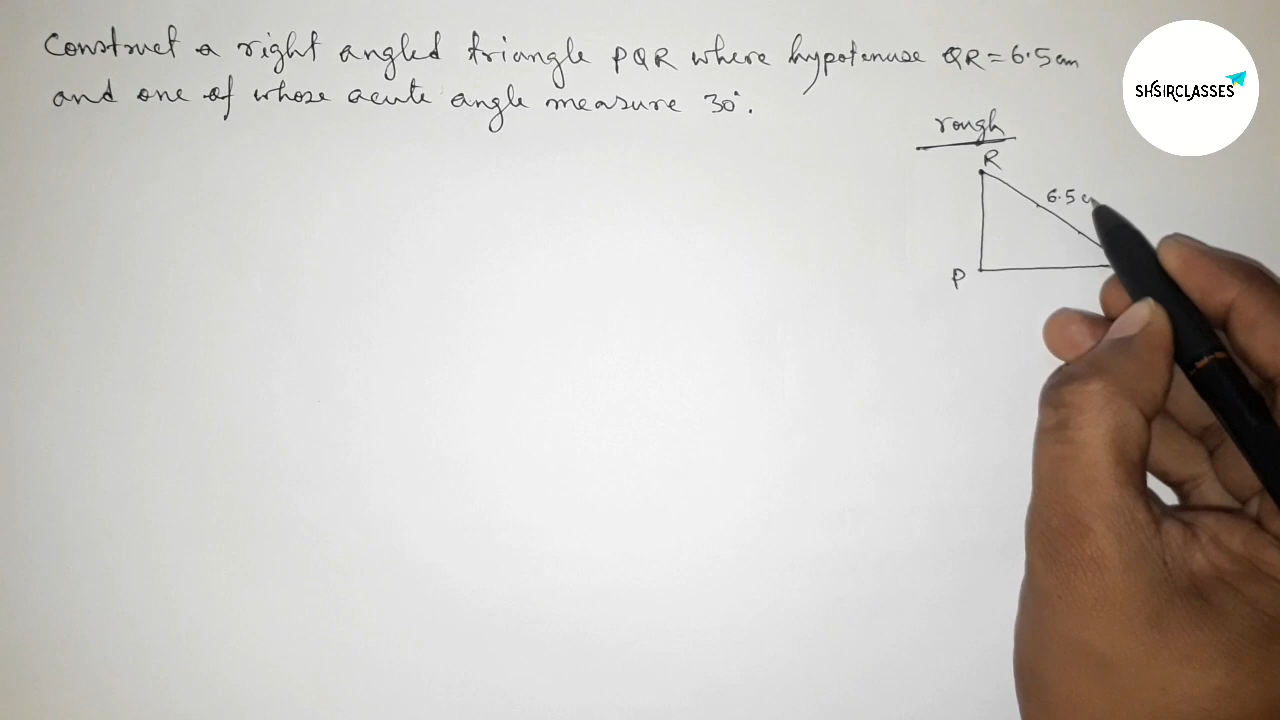 Construct a right angled triangle PQR where hypotenuse QR = 6.5 cm
and one of whose acute angle measure 30°.
SHSIRCLASSES
rough
R
6.5 c
P